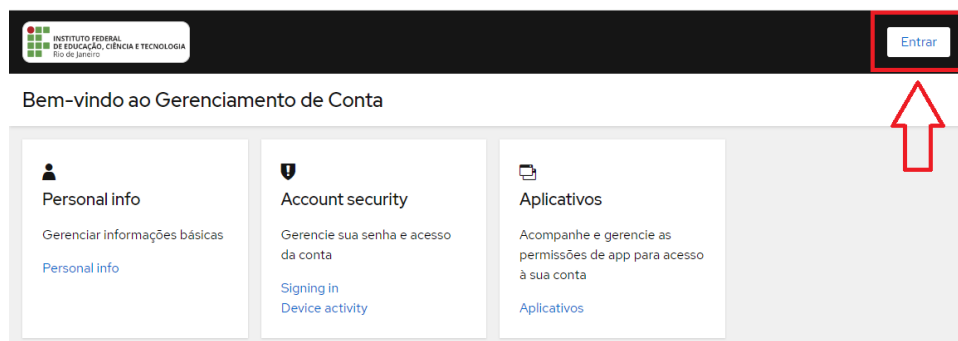 INSTITUTO FEDERAL
DE EDUCAÇÃO, CIÊNCIA E TECNOLOGIA
Rio de Janeiro
Entrar
Bem-vindo ao Gerenciamento de Conta
Personal info
Gerenciar informações básicas
Personal info
Account security
Gerencie sua senha e acesso
da conta
Signing in
Device activity
Aplicativos
Acompanhe e gerencie as
permissões de app para acesso
à sua conta
Aplicativos